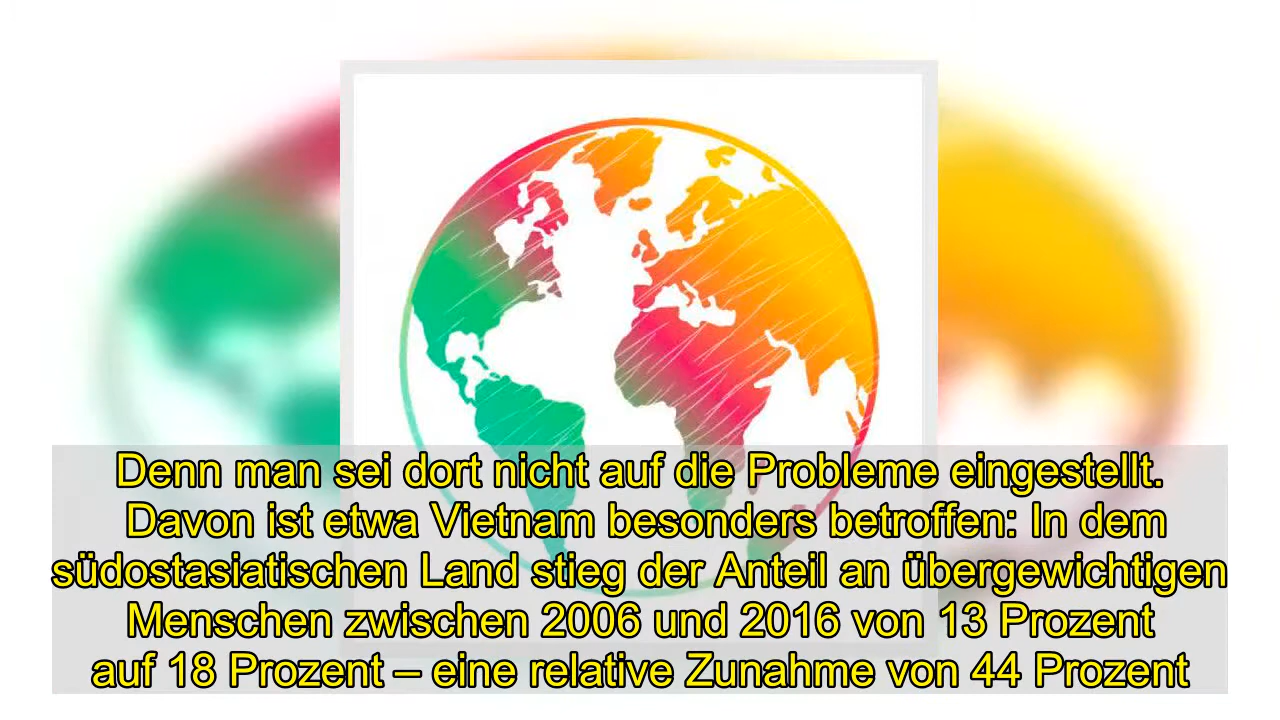 Denn man sei dort nicht auf die Probleme eingestellt.
Davon ist etwa Vietnam besonders betroffen: In dem
südostasiatischen Land stieg der Anteil an übergewichtigen
Menschen zwischen 2006 und 2016 von 13 Prozent
auf 18 Prozent – eine relative Zunahme von 44 Prozent